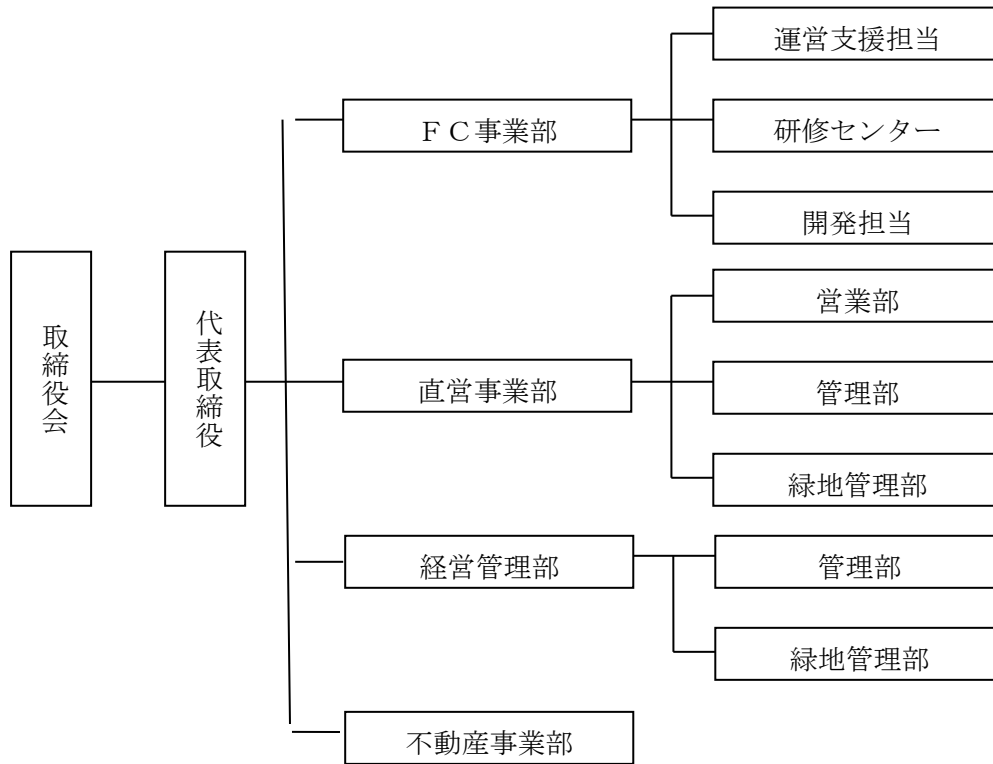 取締役会
代表取締役
ＦＣ事業部
運営支援担当
研修センター
開発担当
直営事業部
営業部
管理部
緑地管理部
経営管理部
管理部
緑地管理部
不動産事業部